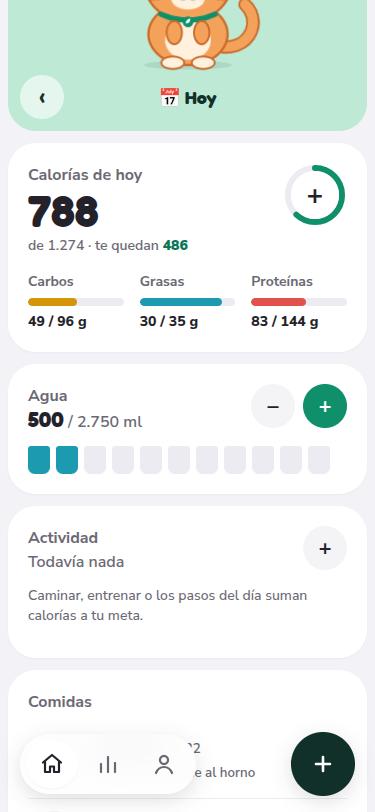 ‹
📅 Hoy
Calorías de hoy
788
de 1.274 · te quedan 486
+
Carbos Grasas Proteínas
49 / 96 g 30 / 35 g 83 / 144 g
Agua
500 / 2.750 ml
− +
Actividad
Todavía nada
+
Caminar, entrenar o los pasos del día suman
calorías a tu meta.
Comidas
al horno
+